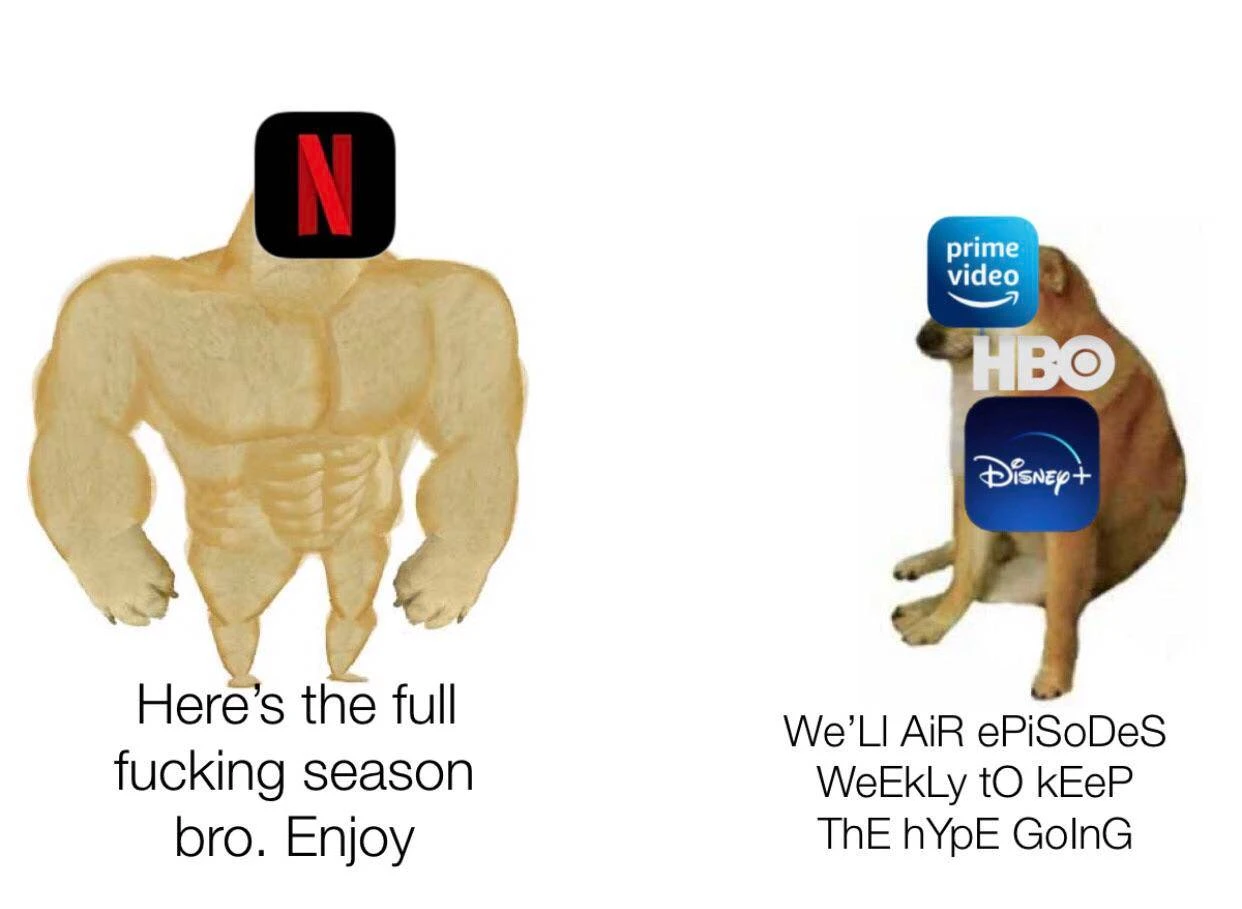 N
Here's the full
fucking season
bro. Enjoy
prime
video
HBO
Disney+
We'Ll AiR ePiSoDeS
WeEkLy tO kEeP
ThE hYpE GoInG